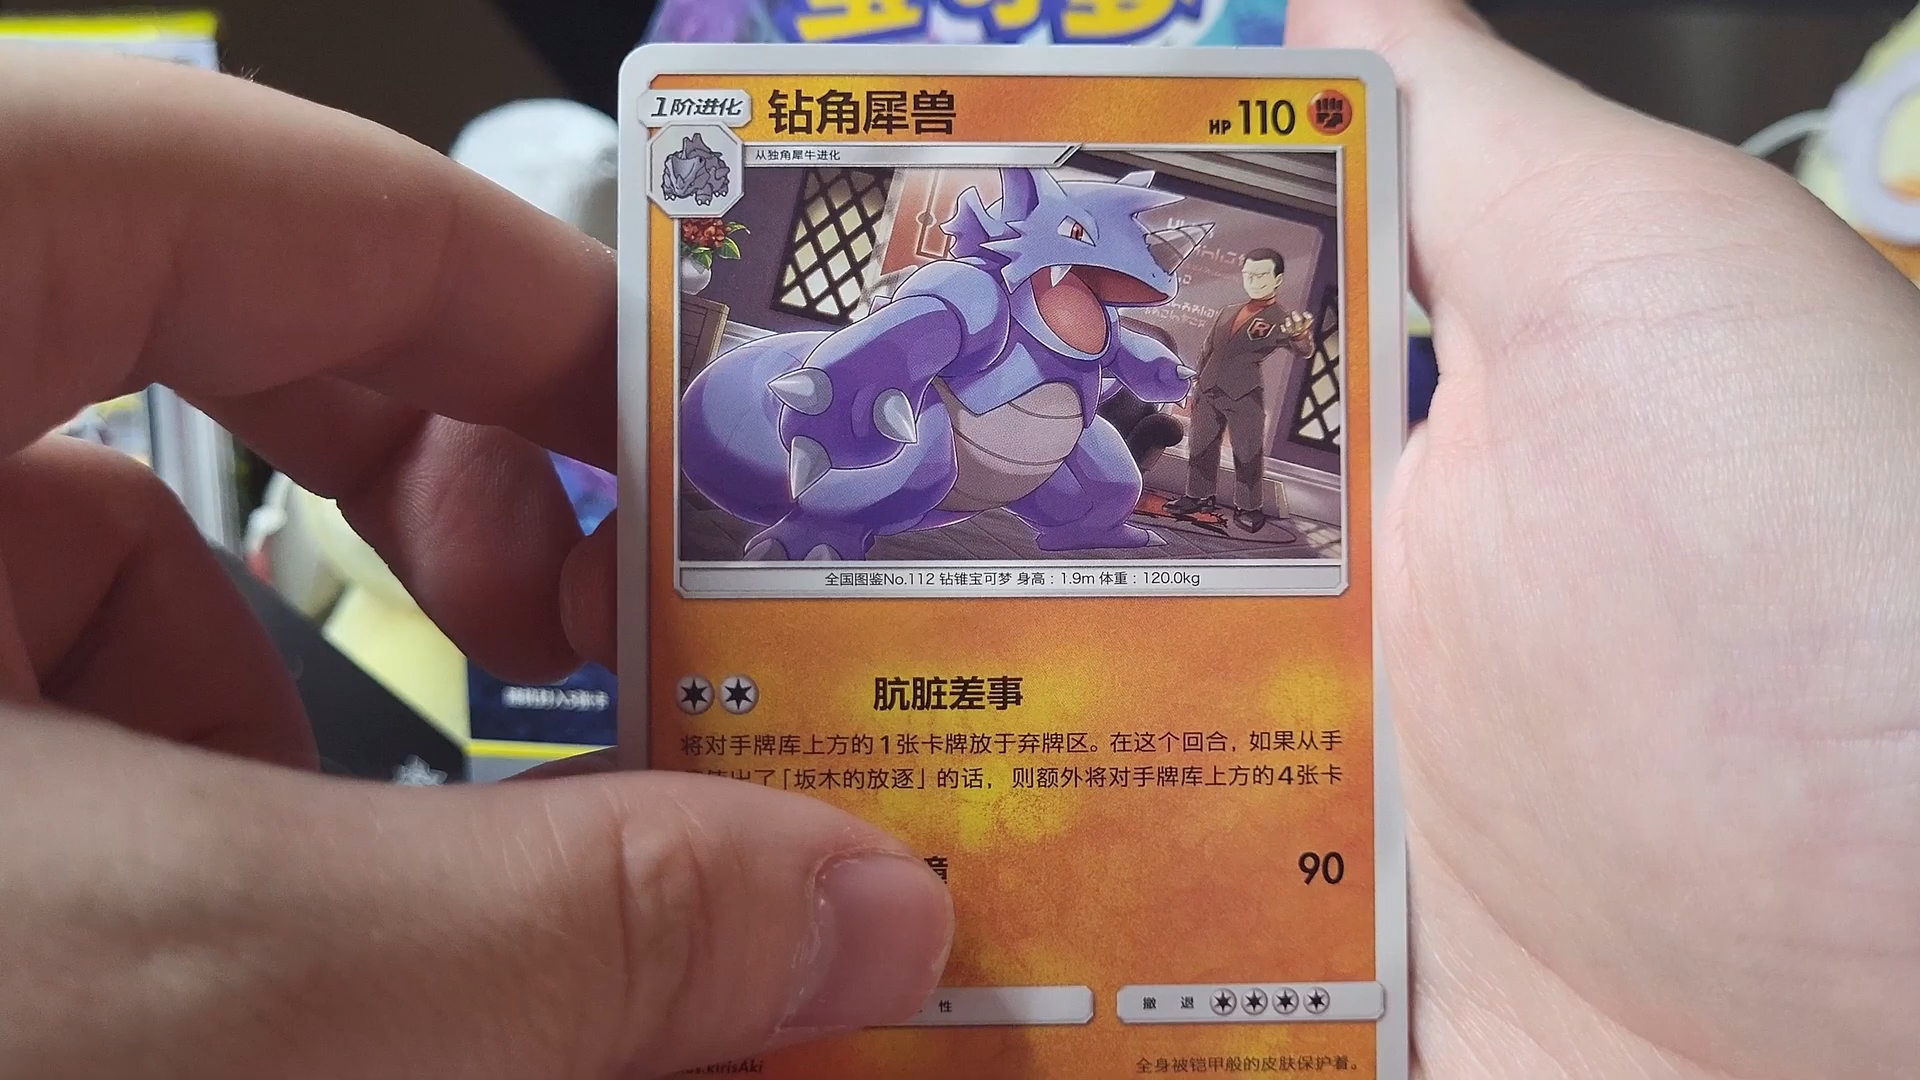 宝可梦
1阶进化
钻角犀兽
HP 110
从独角犀牛进化
R
全国图鉴No.112 钻锥宝可梦 身高：1.9m 体重：120.0kg
肮脏差事
将对手牌库上方的1张卡牌放于弃牌区。在这个回合，如果从手
了「坂木的放逐」的话，则额外将对手牌库上方的4张卡
90
性
撤 退
kirisAki
全身被铠甲般的皮肤保护着。